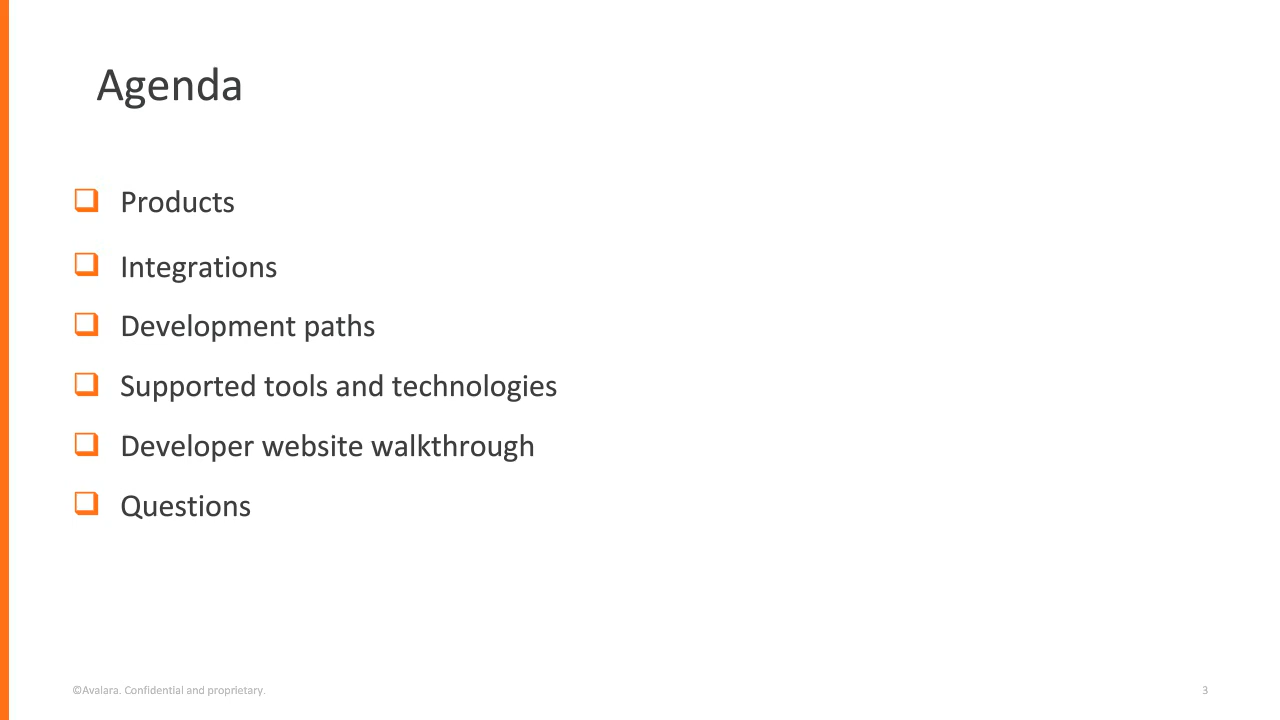 Agenda
❑ Products
❑ Integrations
❑ Development paths
❑ Supported tools and technologies
❑ Developer website walkthrough
❑ Questions
©Avalara. Confidential and proprietary.
3